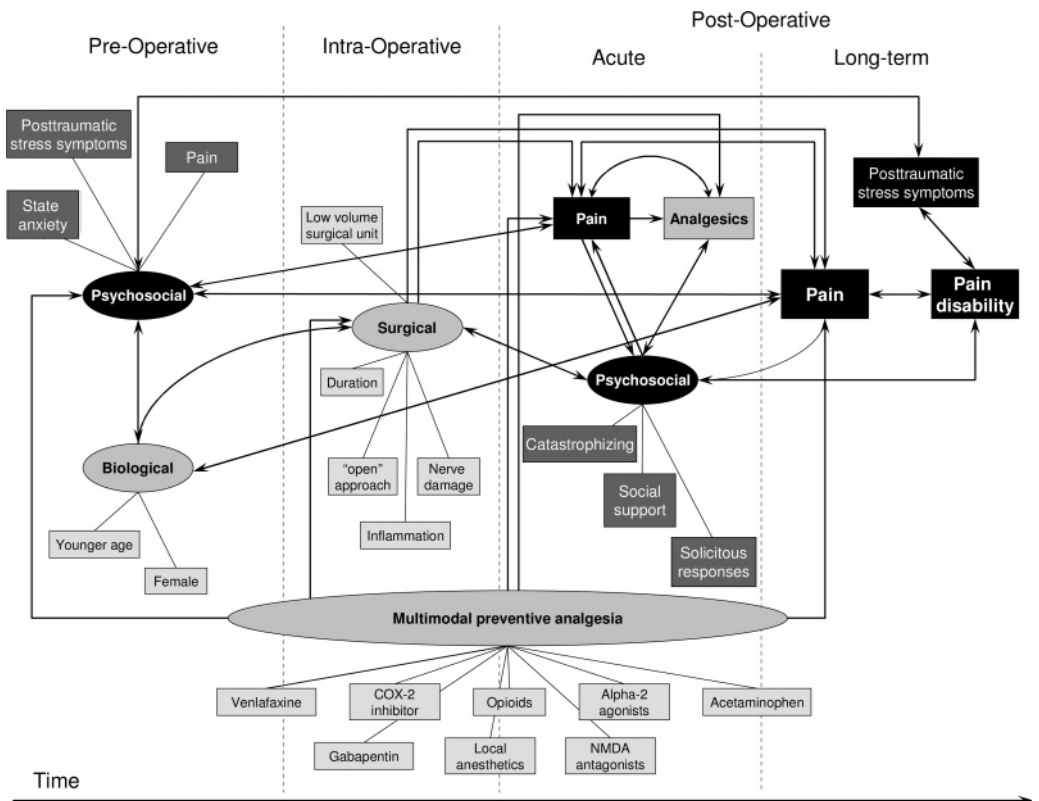 Post-Operative
Pre-Operative
Intra-Operative
Acute
Long-term
Posttraumatic
stress symptoms
Pain
State
anxiety
Psychosocial
Low volume
surgical unit
Surgical
Duration
"open"
approach
Nerve
damage
Inflammation
Biological
Younger age
Female
Pain
Analgesics
Psychosocial
Catastrophizing
Social
support
Solicitous
responses
Posttraumatic
stress symptoms
Pain
Pain
disability
Multimodal preventive analgesia
Venlafaxine
COX-2
inhibitor
Opioids
Alpha-2
agonists
Acetaminophen
Gabapentin
Local
anesthetics
NMDA
antagonists
Time